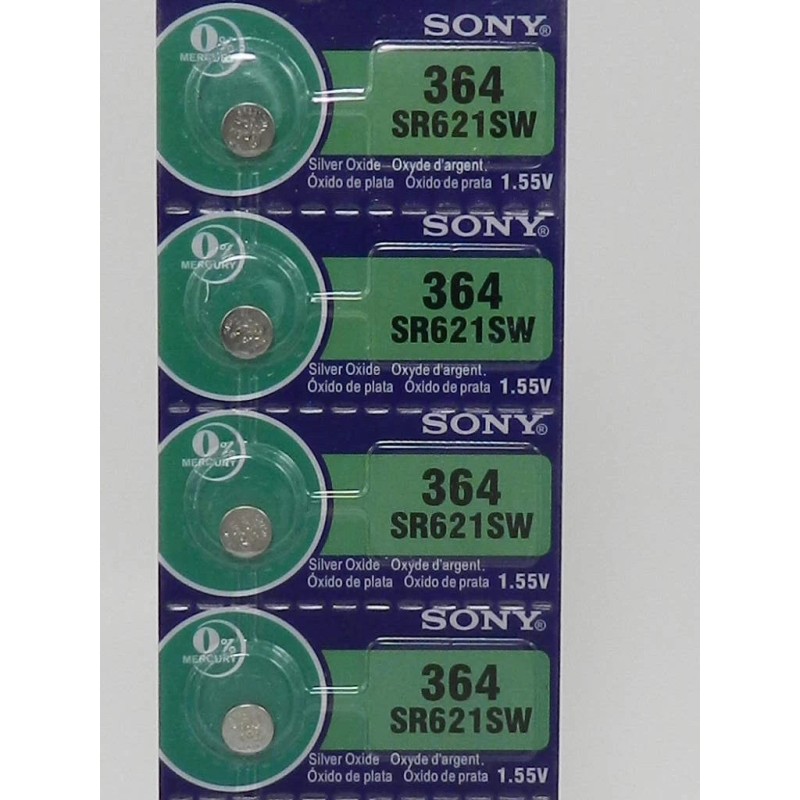 SONY®
0%
MERCURY
364
SR621SW
Silver Oxide Oxyde d'argent.
Óxido de plata Óxido de prata 1.55V
SONY®
0%
MERCURY
364
SR621SW
Silver Oxide Oxyde d'argent.
Óxido de plata Óxido de prata 1.55V
SONY®
0%
MERCURY
364
SR621SW
Silver Oxide Oxyde d'argent.
Óxido de plata Óxido de prata 1.55V
SONY®
0%
MERCURY
364
SR621SW
Silver Oxide Oxyde d'argent.
Óxido de plata Óxido de prata 1.55V